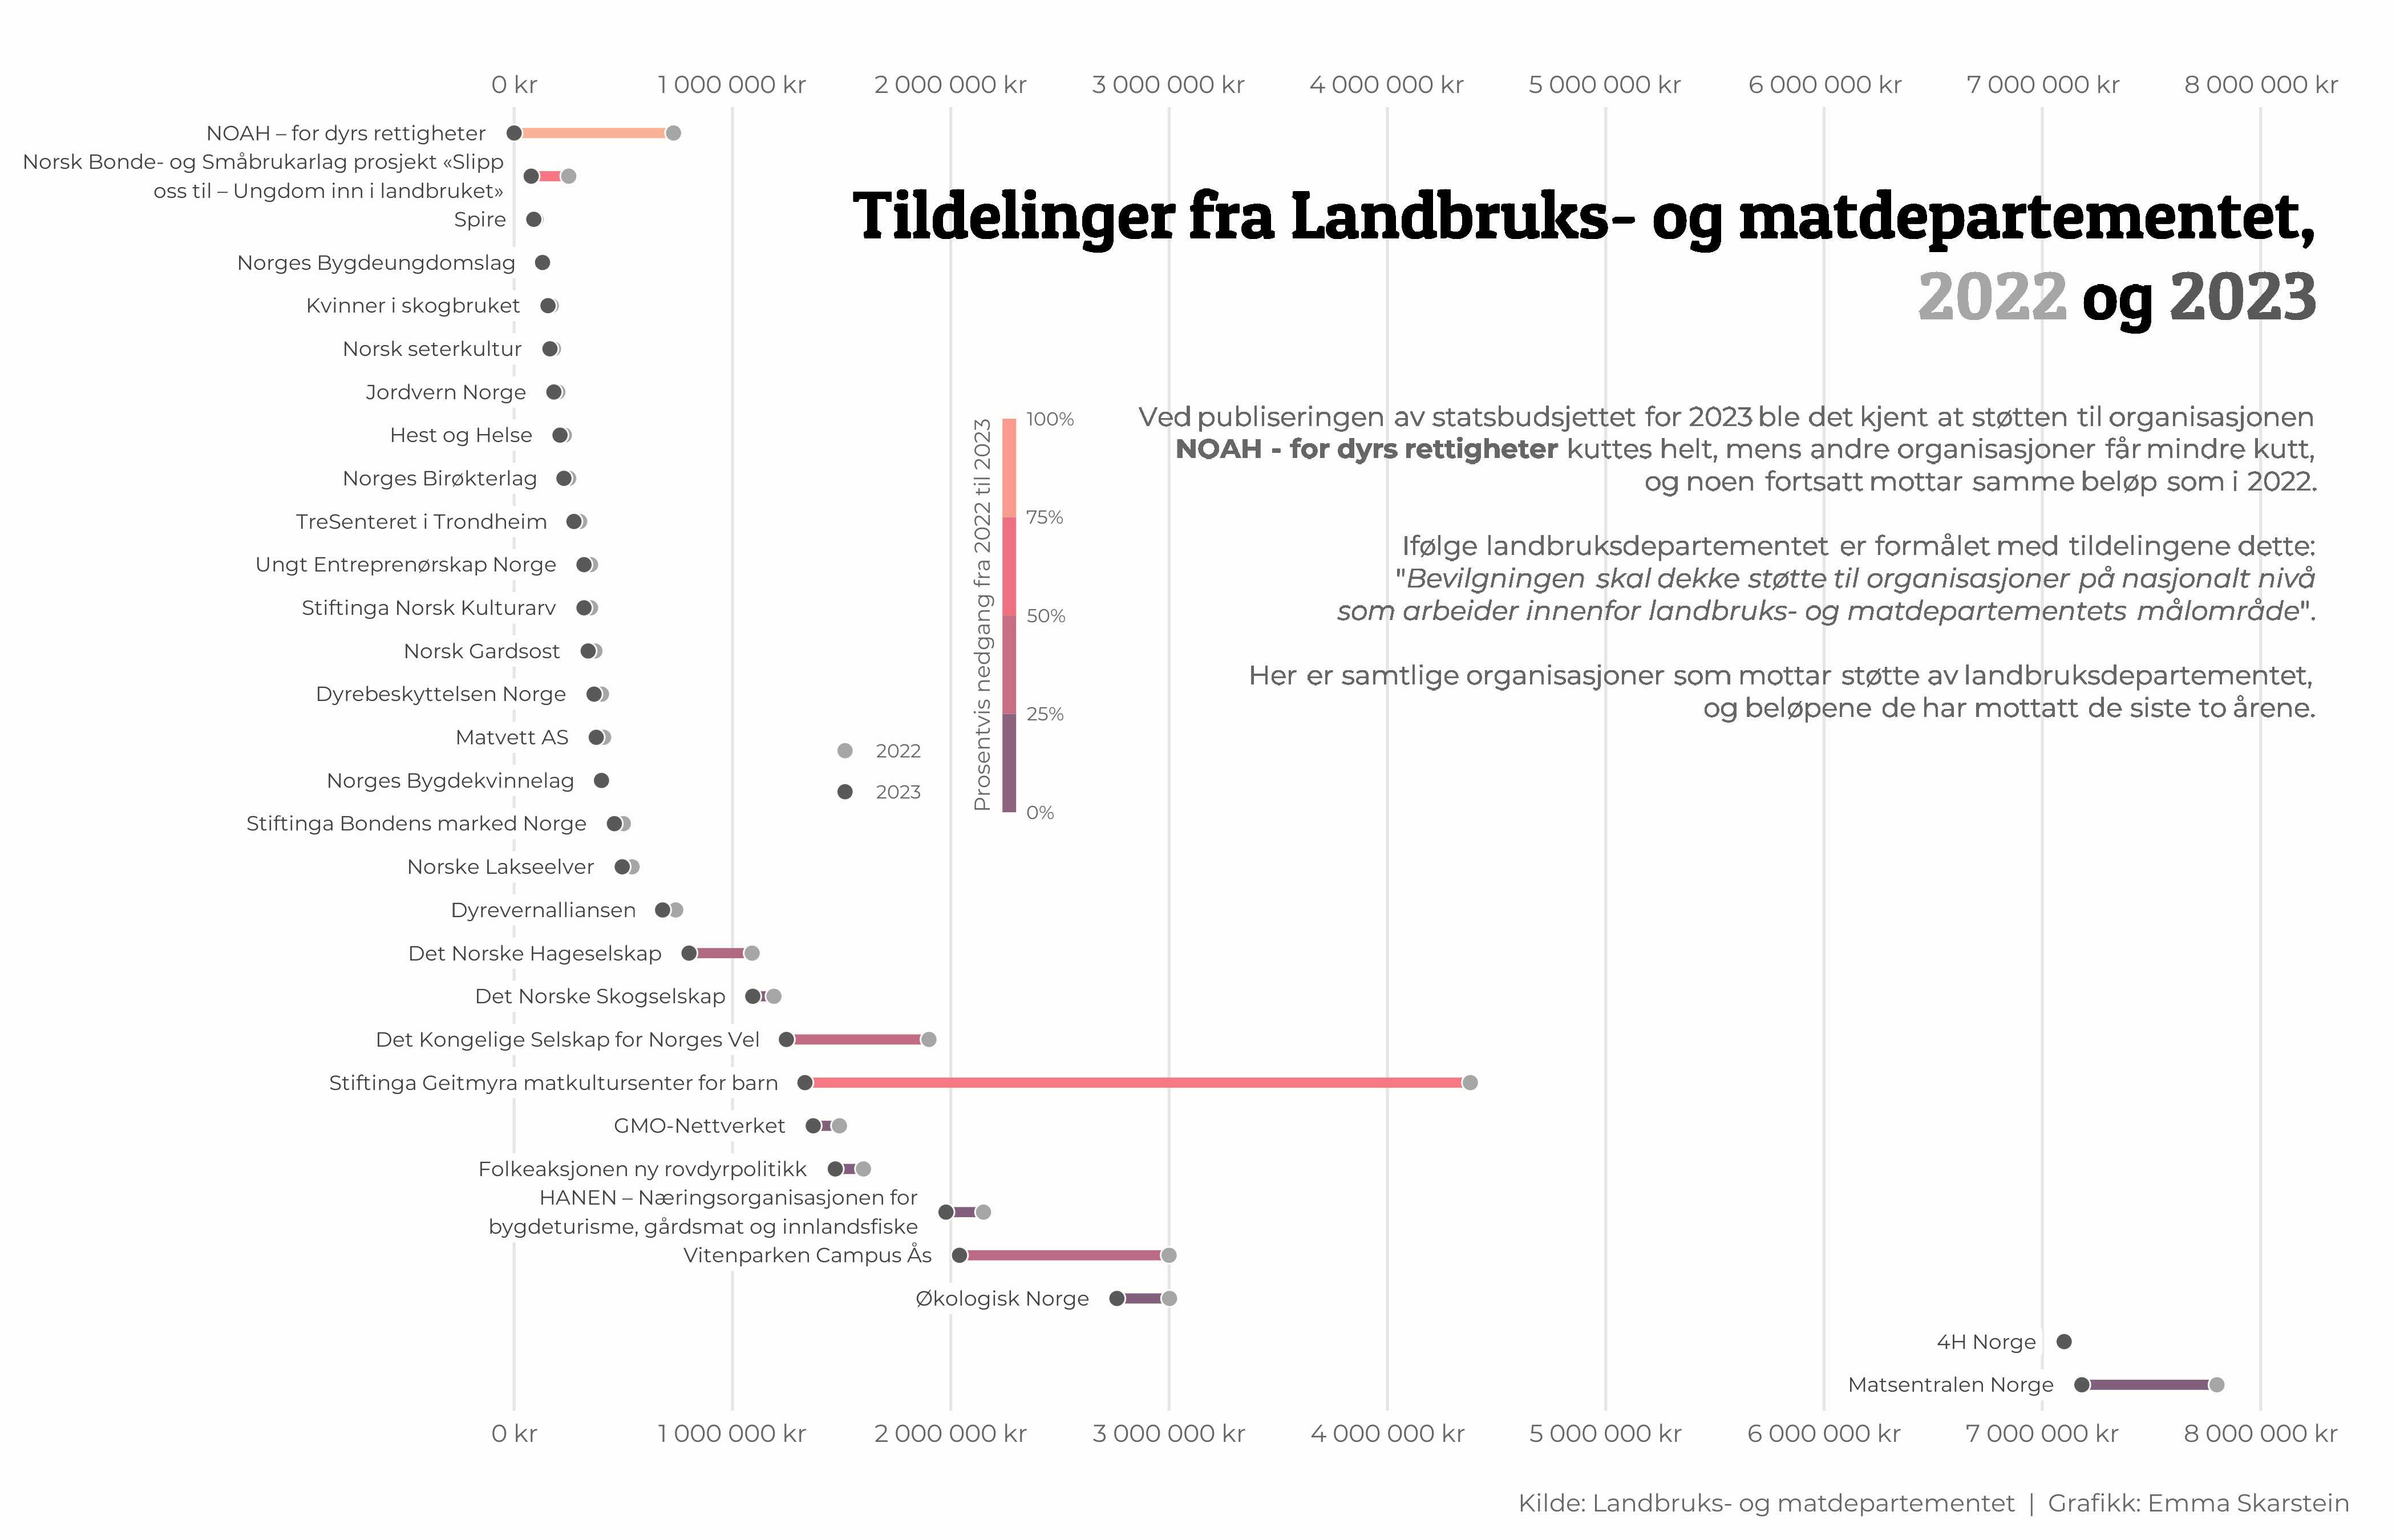 0 kr 1 000 000 kr 2 000 000 kr 3 000 000 kr 4 000 000 kr 5 000 000 kr 6 000 000 kr 7 000 000 kr 8 000 000 kr
Tildelinger fra Landbruks- og matdepartementet,
2022 og 2023
Ved publiseringen av statsbudsjettet for 2023 ble det kjent at støtten til organisasjonen
NOAH - for dyrs rettigheter kuttes helt, mens andre organisasjoner får mindre kutt,
og noen fortsatt mottar samme beløp som i 2022.
Ifølge landbruksdepartementet er formålet med tildelingene dette:
"Bevilgningen skal dekke støtte til organisasjoner på nasjonalt nivå
som arbeider innenfor landbruks- og matdepartementets målområde".
Her er samtlige organisasjoner som mottar støtte av landbruksdepartementet,
og beløpene de har mottatt de siste to årene.
Prosentvis nedgang fra 2022 til 2023
100%
75%
50%
25%
0%
2022
2023
NOAH – for dyrs rettigheter
Norsk Bonde- og Småbrukarlag prosjekt «Slipp
oss til – Ungdom inn i landbruket»
Spire
Norges Bygdeungdomslag
Kvinner i skogbruket
Norsk seterkultur
Jordvern Norge
Hest og Helse
Norges Birøkterlag
TreSenteret i Trondheim
Ungt Entreprenørskap Norge
Stiftinga Norsk Kulturarv
Norsk Gardsost
Dyrebeskyttelsen Norge
Matvett AS
Norges Bygdekvinnelag
Stiftinga Bondens marked Norge
Norske Lakseelver
Dyrevernalliansen
Det Norske Hageselskap
Det Norske Skogselskap
Det Kongelige Selskap for Norges Vel
Stiftinga Geitmyra matkultursenter for barn
GMO-Nettverket
Folkeaksjonen ny rovdyrpolitikk
HANEN – Næringsorganisasjonen for
bygdeturisme, gårdsmat og innlandsfiske
Vitenparken Campus Ås
Økologisk Norge
4H Norge
Matsentralen Norge
0 kr 1 000 000 kr 2 000 000 kr 3 000 000 kr 4 000 000 kr 5 000 000 kr 6 000 000 kr 7 000 000 kr 8 000 000 kr
Kilde: Landbruks- og matdepartementet | Grafikk: Emma Skarstein